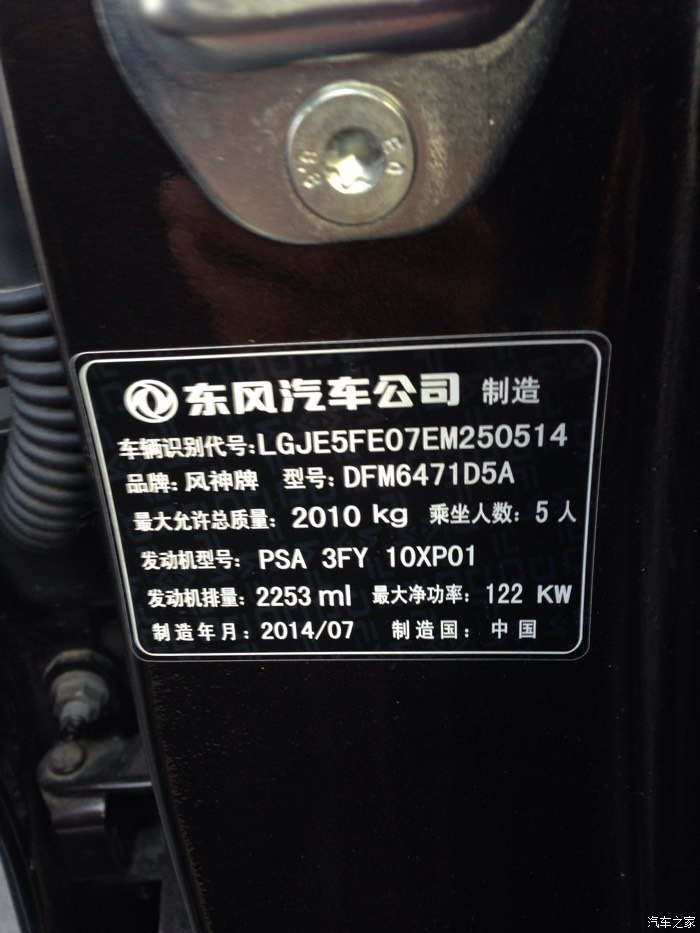 8.8
东风汽车公司 制造
车辆识别代号:LGJE5FE07EM250514
品牌:风神牌 型号:DFM6471D5A
最大允许总质量: 2010 kg 乘坐人数: 5 人
发动机型号: PSA 3FY 10XP01
发动机排量: 2253 ml 最大净功率: 122 KW
制造年月: 2014/07 制造国: 中国
汽车之家